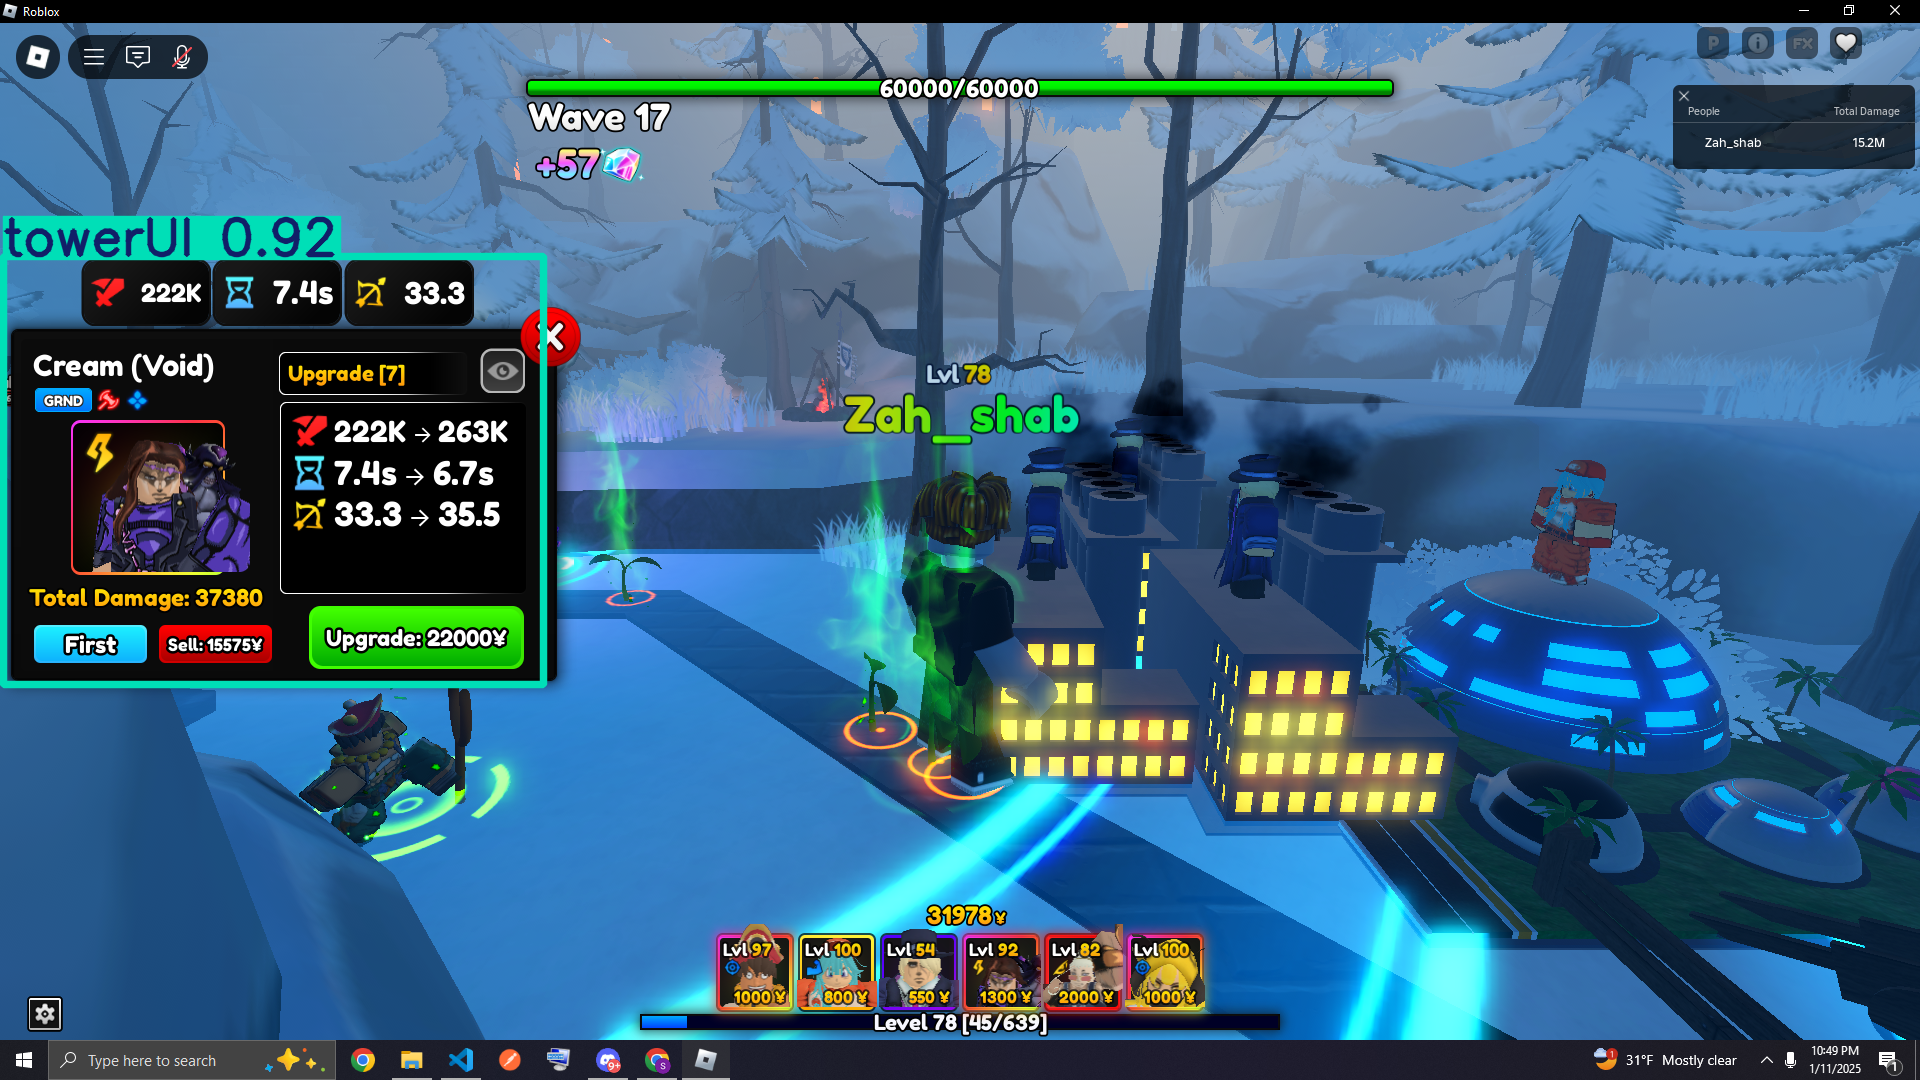 Roblox
60000/60000
Wave 17
+57
People Total Damage
Zah_shab 15.2M
towerUI 0.92
222K 7.4s 33.3
Cream (Void)
GRND
Upgrade [7]
222K → 263K
7.4s → 6.7s
33.3 → 35.5
Total Damage: 37380
First
Sell: 15575¥
Upgrade: 22000¥
Lvl 78
Zah_shab
31978¥
Lvl 97 Lvl 100 Lvl 54 Lvl 92 Lvl 82 Lvl 100
1000 ¥ 800 ¥ 550 ¥ 1300 ¥ 2000 ¥ 1000 ¥
Level 78 [45/639]
P i FX
Type here to search
9+
S
1
31°F Mostly clear
10:49 PM
1/11/2025
1